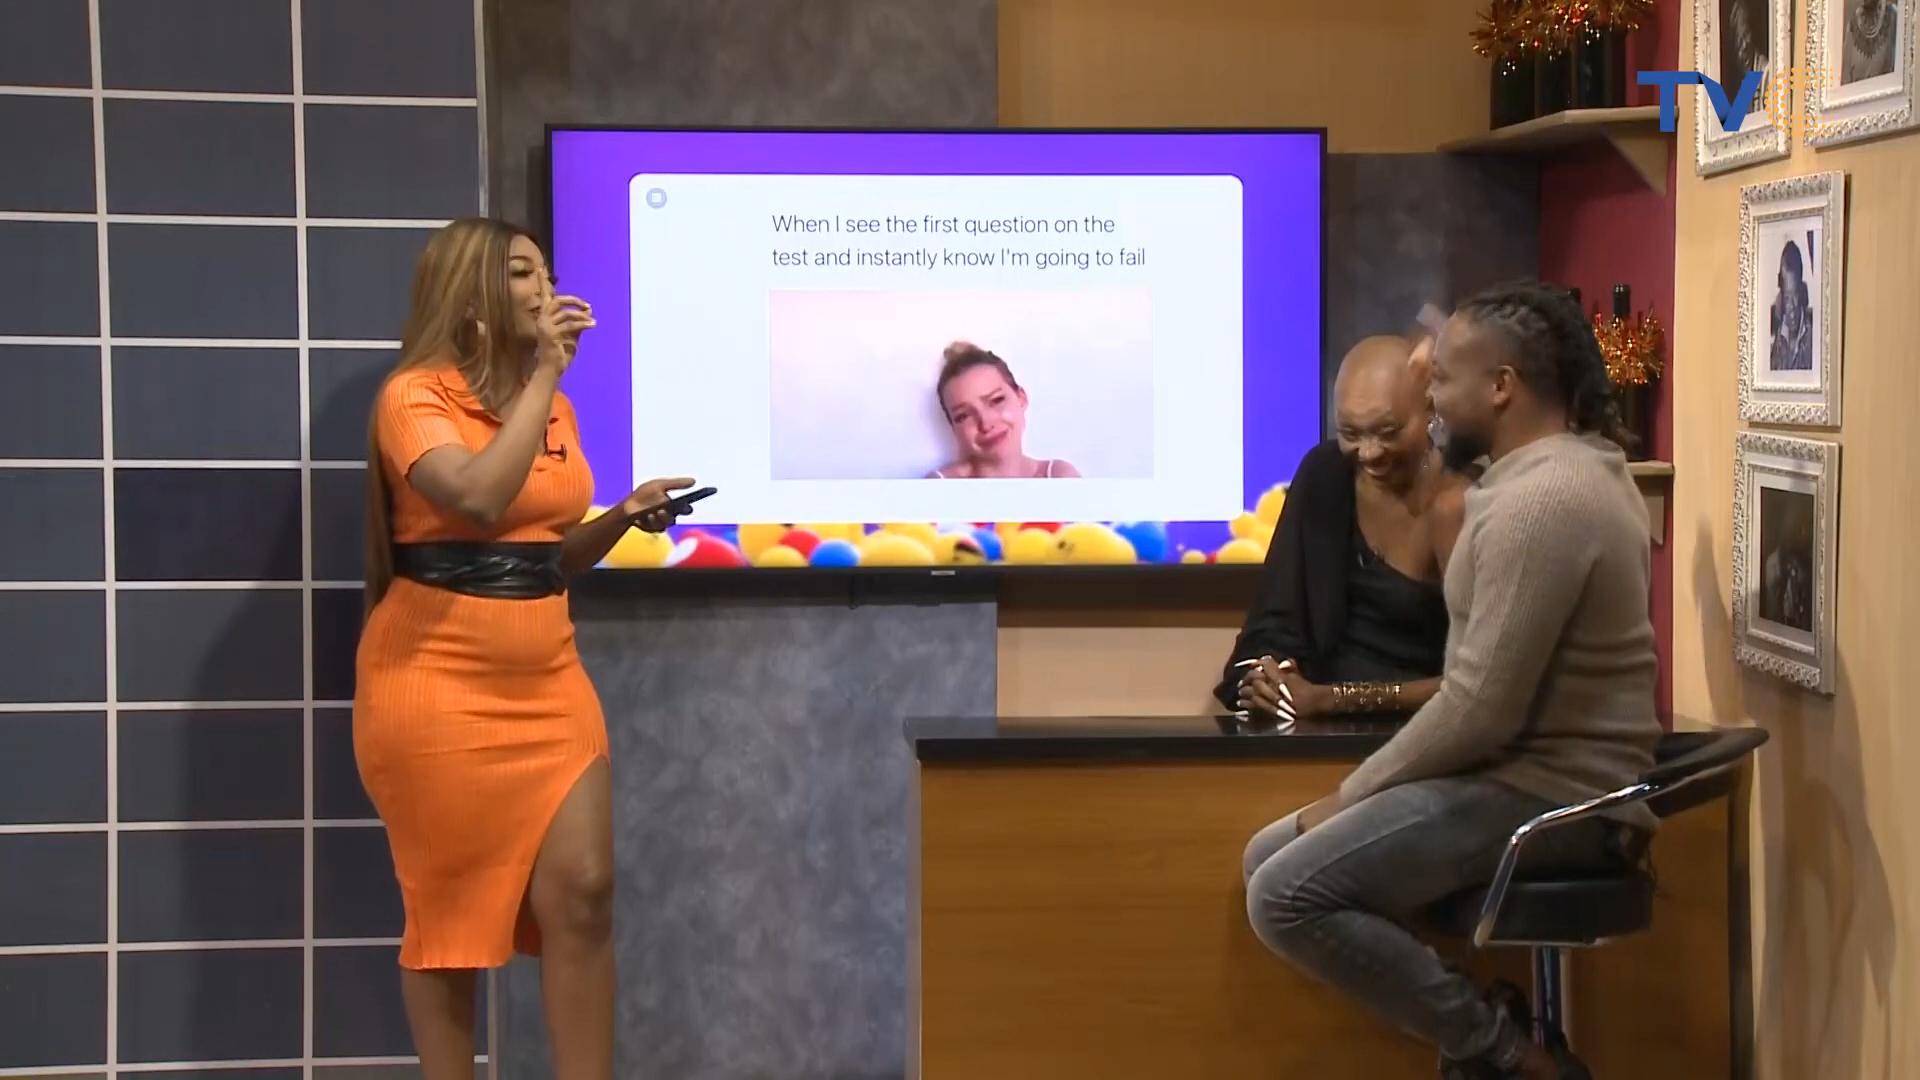 TVC
When I see the first question on the
test and instantly know I'm going to fail